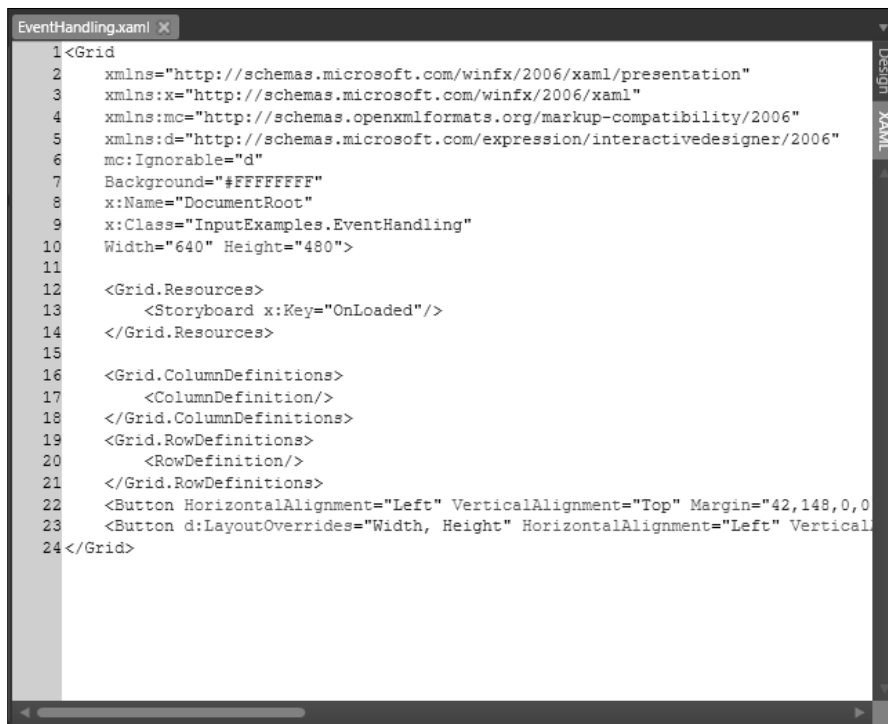 EventHandling.xaml
1<Grid
2 xmlns="http://schemas.microsoft.com/winfx/2006/xaml/presentation"
3 xmlns:x="http://schemas.microsoft.com/winfx/2006/xaml"
4 xmlns:mc="http://schemas.openxmlformats.org/markup-compatibility/2006"
5 xmlns:d="http://schemas.microsoft.com/expression/interactivedesigner/2006"
6 mc:Ignorable="d"
7 Background="#FFFFFFFF"
8 x:Name="DocumentRoot"
9 x:Class="InputExamples.EventHandling"
10 Width="640" Height="480">
11
12 <Grid.Resources>
13 <Storyboard x:Key="OnLoaded"/>
14 </Grid.Resources>
15
16 <Grid.ColumnDefinitions>
17 <ColumnDefinition/>
18 </Grid.ColumnDefinitions>
19 <Grid.RowDefinitions>
20 <RowDefinition/>
21 </Grid.RowDefinitions>
22 <Button HorizontalAlignment="Left" VerticalAlignment="Top" Margin="42,148,0,0
23 <Button d:LayoutOverrides="Width, Height" HorizontalAlignment="Left" Vertical
24</Grid>
Design
XAML